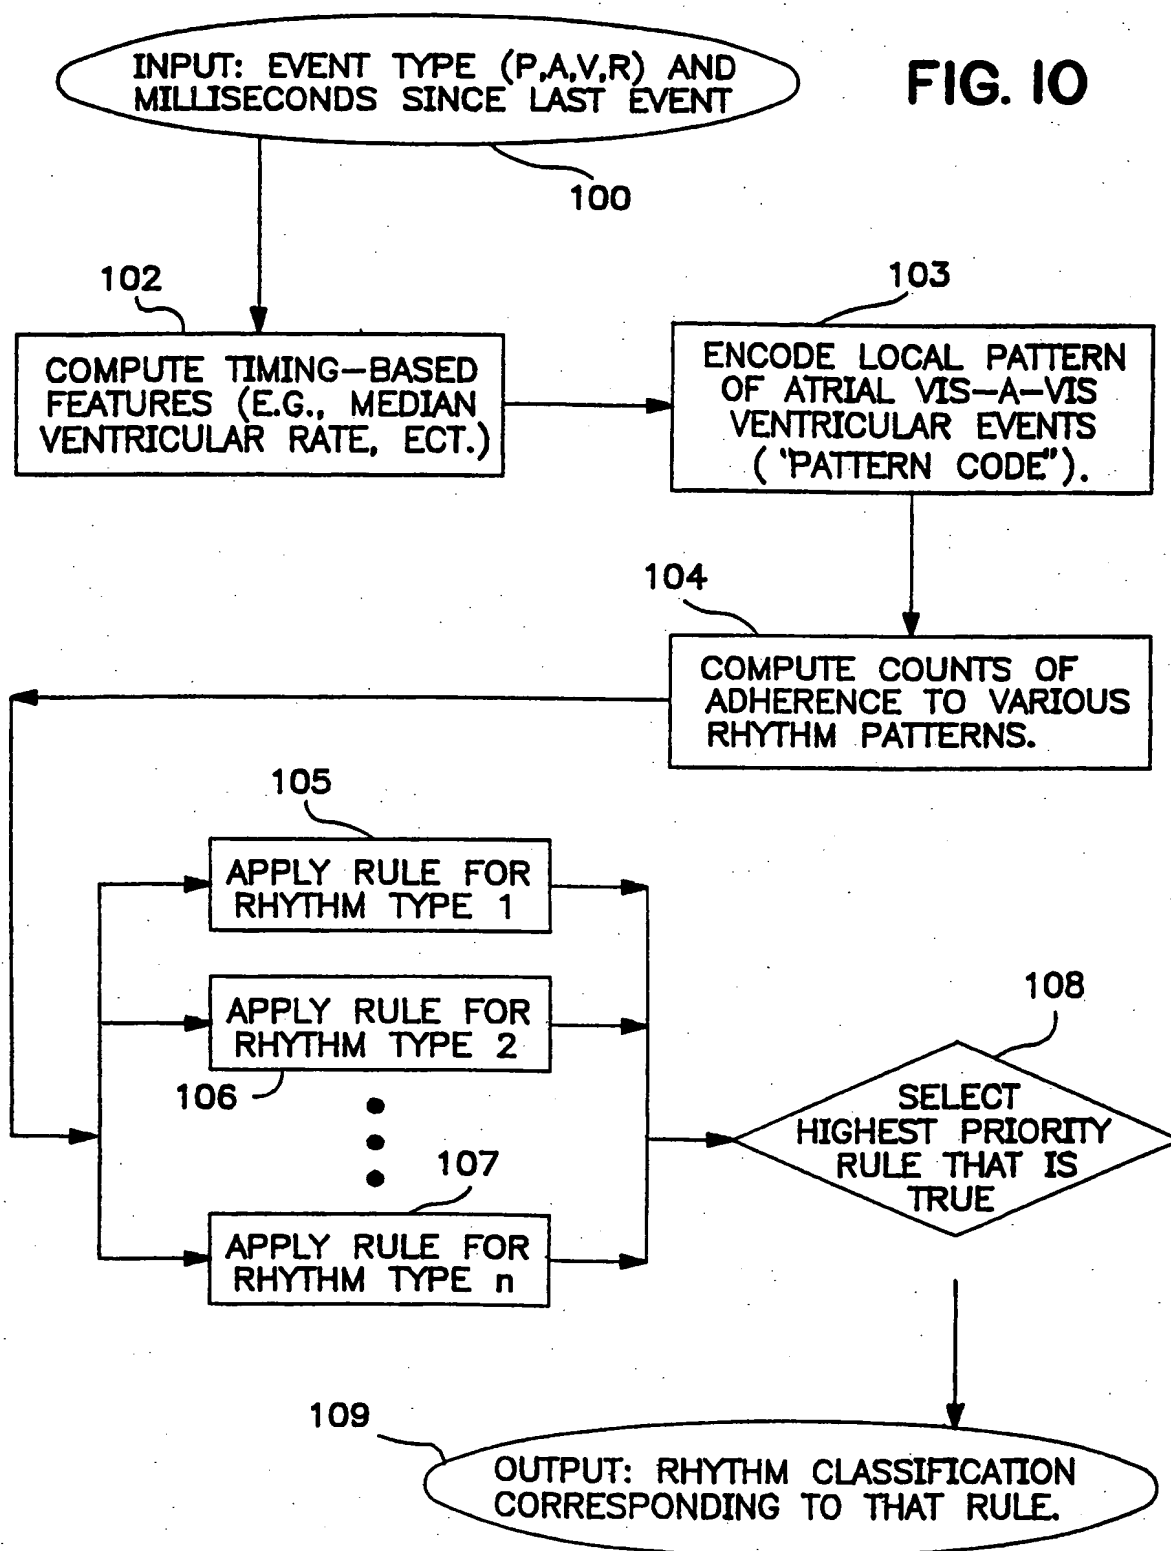 INPUT: EVENT TYPE (P,A,V,R) AND
MILLISECONDS SINCE LAST EVENT
FIG. 10
100
102
COMPUTE TIMING-BASED
FEATURES (E.G., MEDIAN
VENTRICULAR RATE, ECT.)
103
ENCODE LOCAL PATTERN
OF ATRIAL VIS-A-VIS
VENTRICULAR EVENTS
("PATTERN CODE").
104
COMPUTE COUNTS OF
ADHERENCE TO VARIOUS
RHYTHM PATTERNS.
105
APPLY RULE FOR
RHYTHM TYPE 1
APPLY RULE FOR
RHYTHM TYPE 2
106
107
APPLY RULE FOR
RHYTHM TYPE n
108
SELECT
HIGHEST PRIORITY
RULE THAT IS
TRUE
109
OUTPUT: RHYTHM CLASSIFICATION
CORRESPONDING TO THAT RULE.